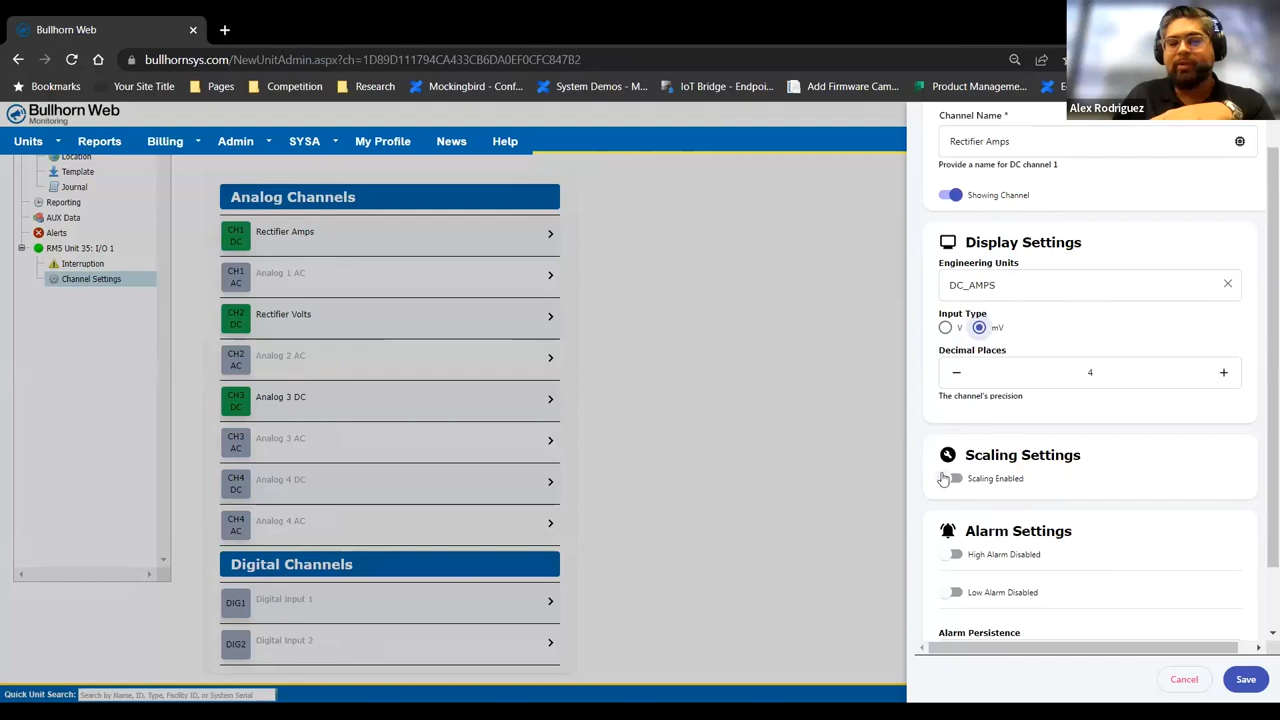 Bullhorn Web
bullhornsys.com/NewUnitAdmin.aspx?ch=1D89D111794CA433CB6DA0EF0CFC847B2
Bookmarks
Your Site Title
Pages
Competition
Research
Mockingbird - Conf...
System Demos - M...
IoT Bridge - Endpoi...
Add Firmware Cam...
Product Manageme...
Alex Rodriguez
Bullhorn Web
Monitoring
Units
Reports
Billing
Admin
SYSA
My Profile
News
Help
Location
Template
Journal
Reporting
AUX Data
Alerts
RM5 Unit 35: I/O 1
Interruption
Channel Settings
Analog Channels
CH1 DC Rectifier Amps
CH1 AC Analog 1 AC
CH2 DC Rectifier Volts
CH2 AC Analog 2 AC
CH3 DC Analog 3 DC
CH3 AC Analog 3 AC
CH4 DC Analog 4 DC
CH4 AC Analog 4 AC
Digital Channels
DIG1 Digital Input 1
DIG2 Digital Input 2
Channel Name *
Rectifier Amps
Provide a name for DC channel 1
Showing Channel
Display Settings
Engineering Units
DC_AMPS
Input Type
V mV
Decimal Places
4
The channel's precision
Scaling Settings
Scaling Enabled
Alarm Settings
High Alarm Disabled
Low Alarm Disabled
Alarm Persistence
Cancel
Save
Quick Unit Search: Search by Name, ID, Type, Facility ID, or System Serial